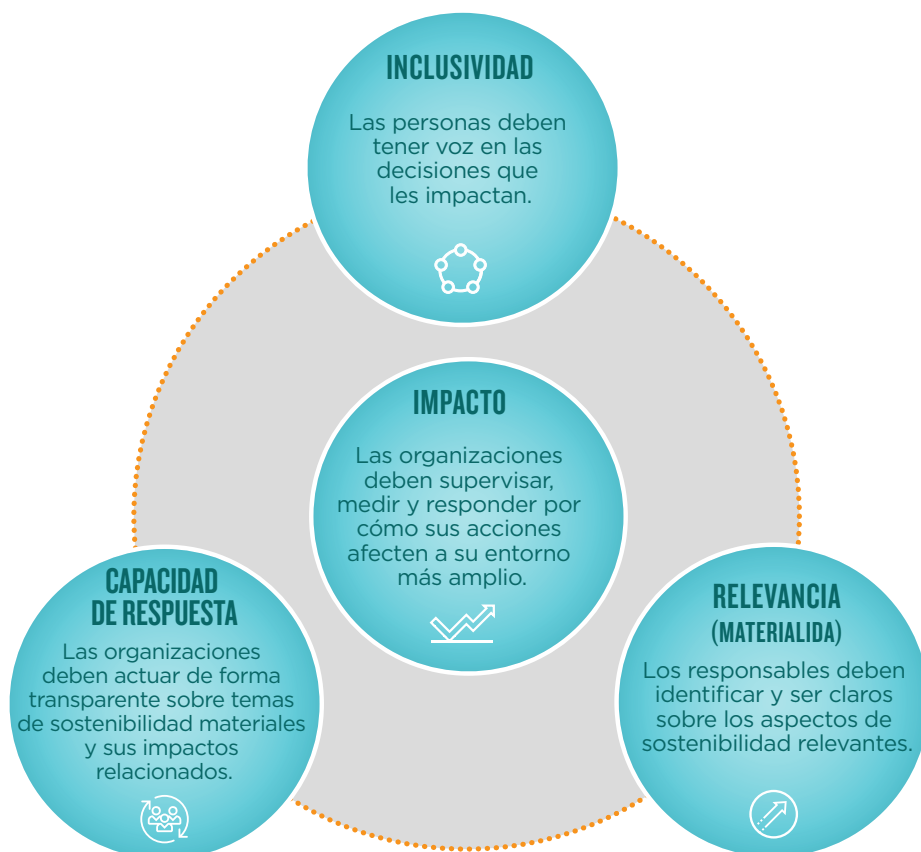 INCLUSIVIDAD
Las personas deben
tener voz en las
decisiones que
les impactan.
IMPACTO
Las organizaciones
deben supervisar,
medir y responder por
cómo sus acciones
afecten a su entorno
más amplio.
CAPACIDAD
DE RESPUESTA
Las organizaciones
deben actuar de forma
transparente sobre temas
de sostenibilidad materiales
y sus impactos
relacionados.
RELEVANCIA
(MATERIALIDA)
Los responsables deben
identificar y ser claros
sobre los aspectos de
sostenibilidad relevantes.